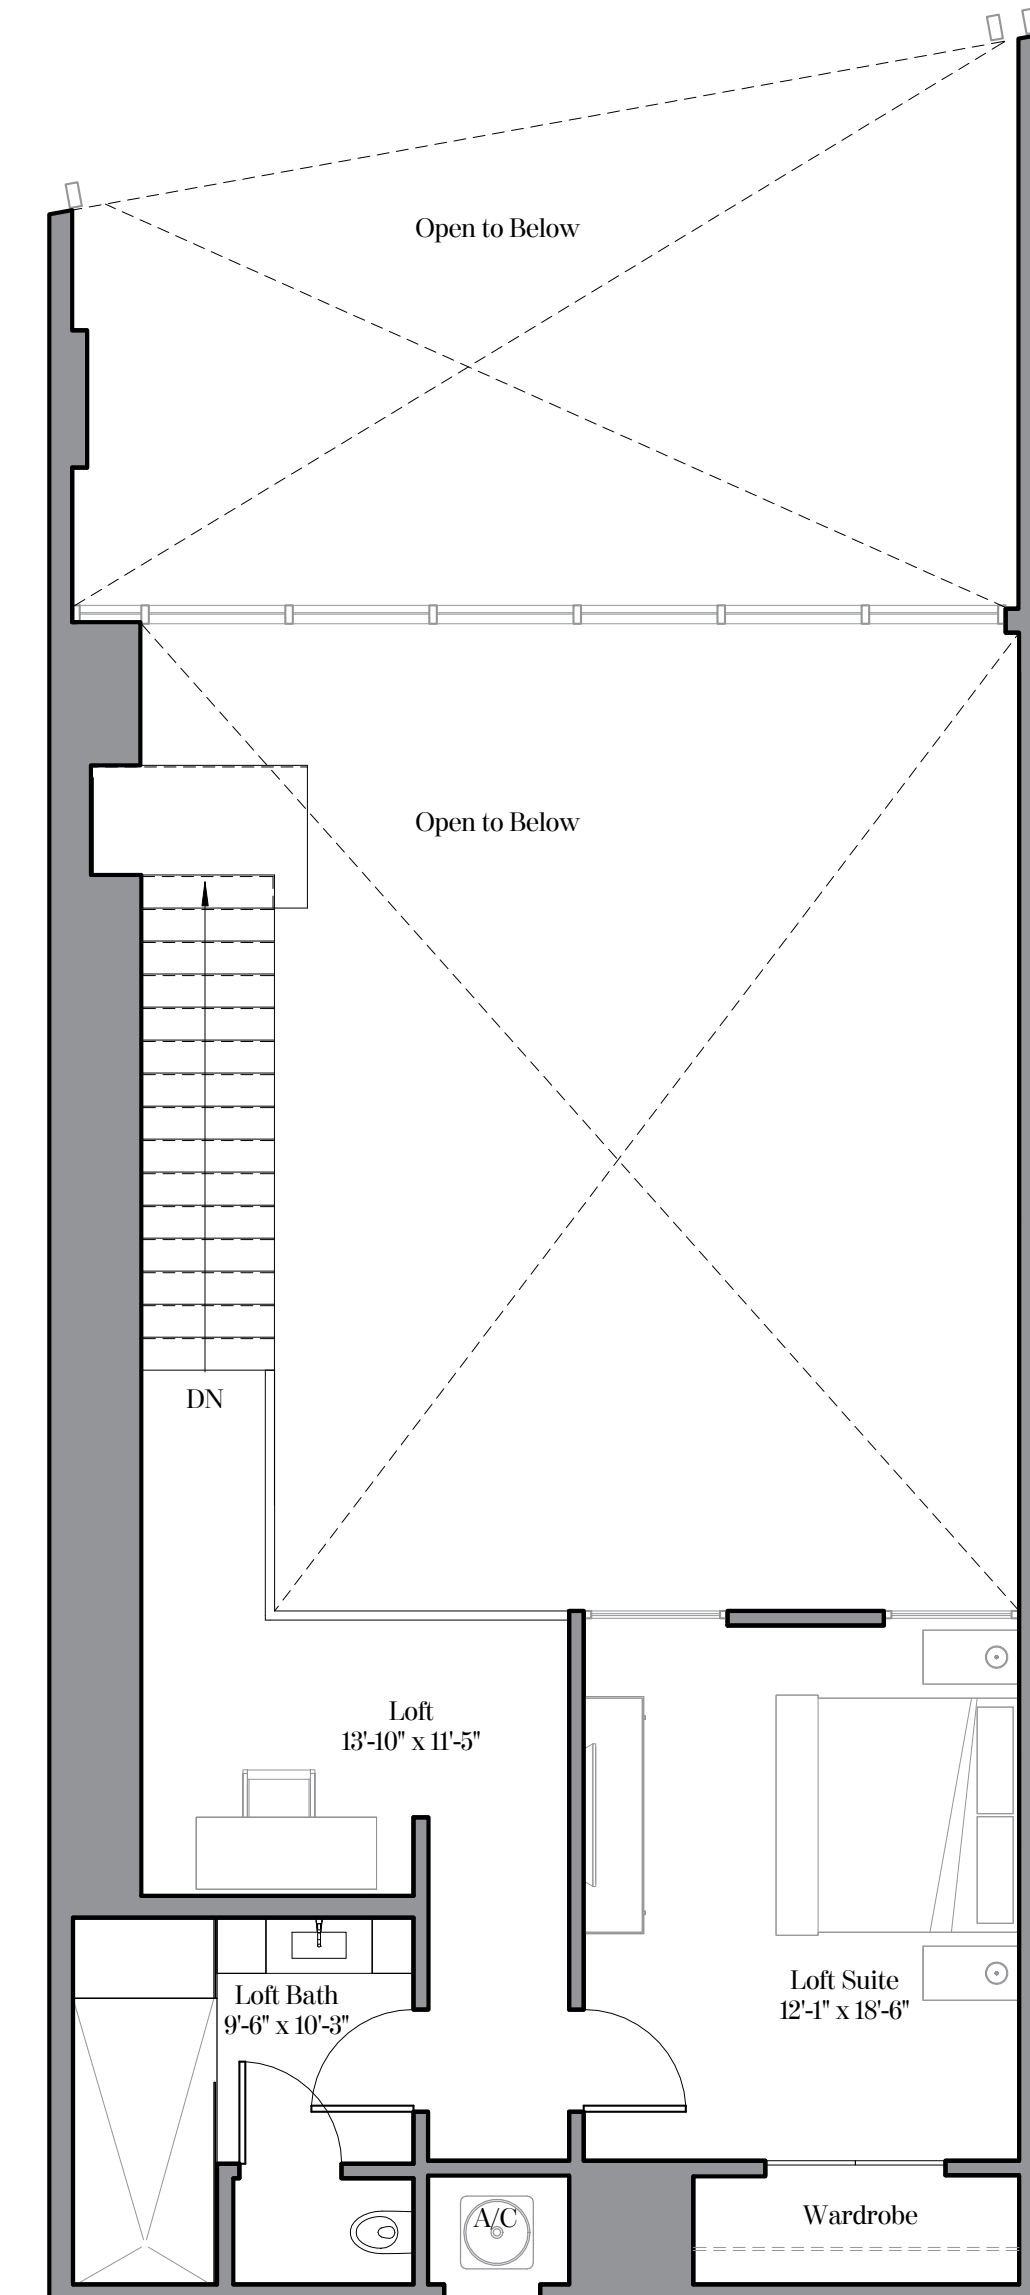 Open to Below
Open to Below
DN
Loft
13'-10" x 11'-5"
Loft Bath
9'-6" x 10'-3"
Loft Suite
12'-1" x 18'-6"
A/C
Wardrobe